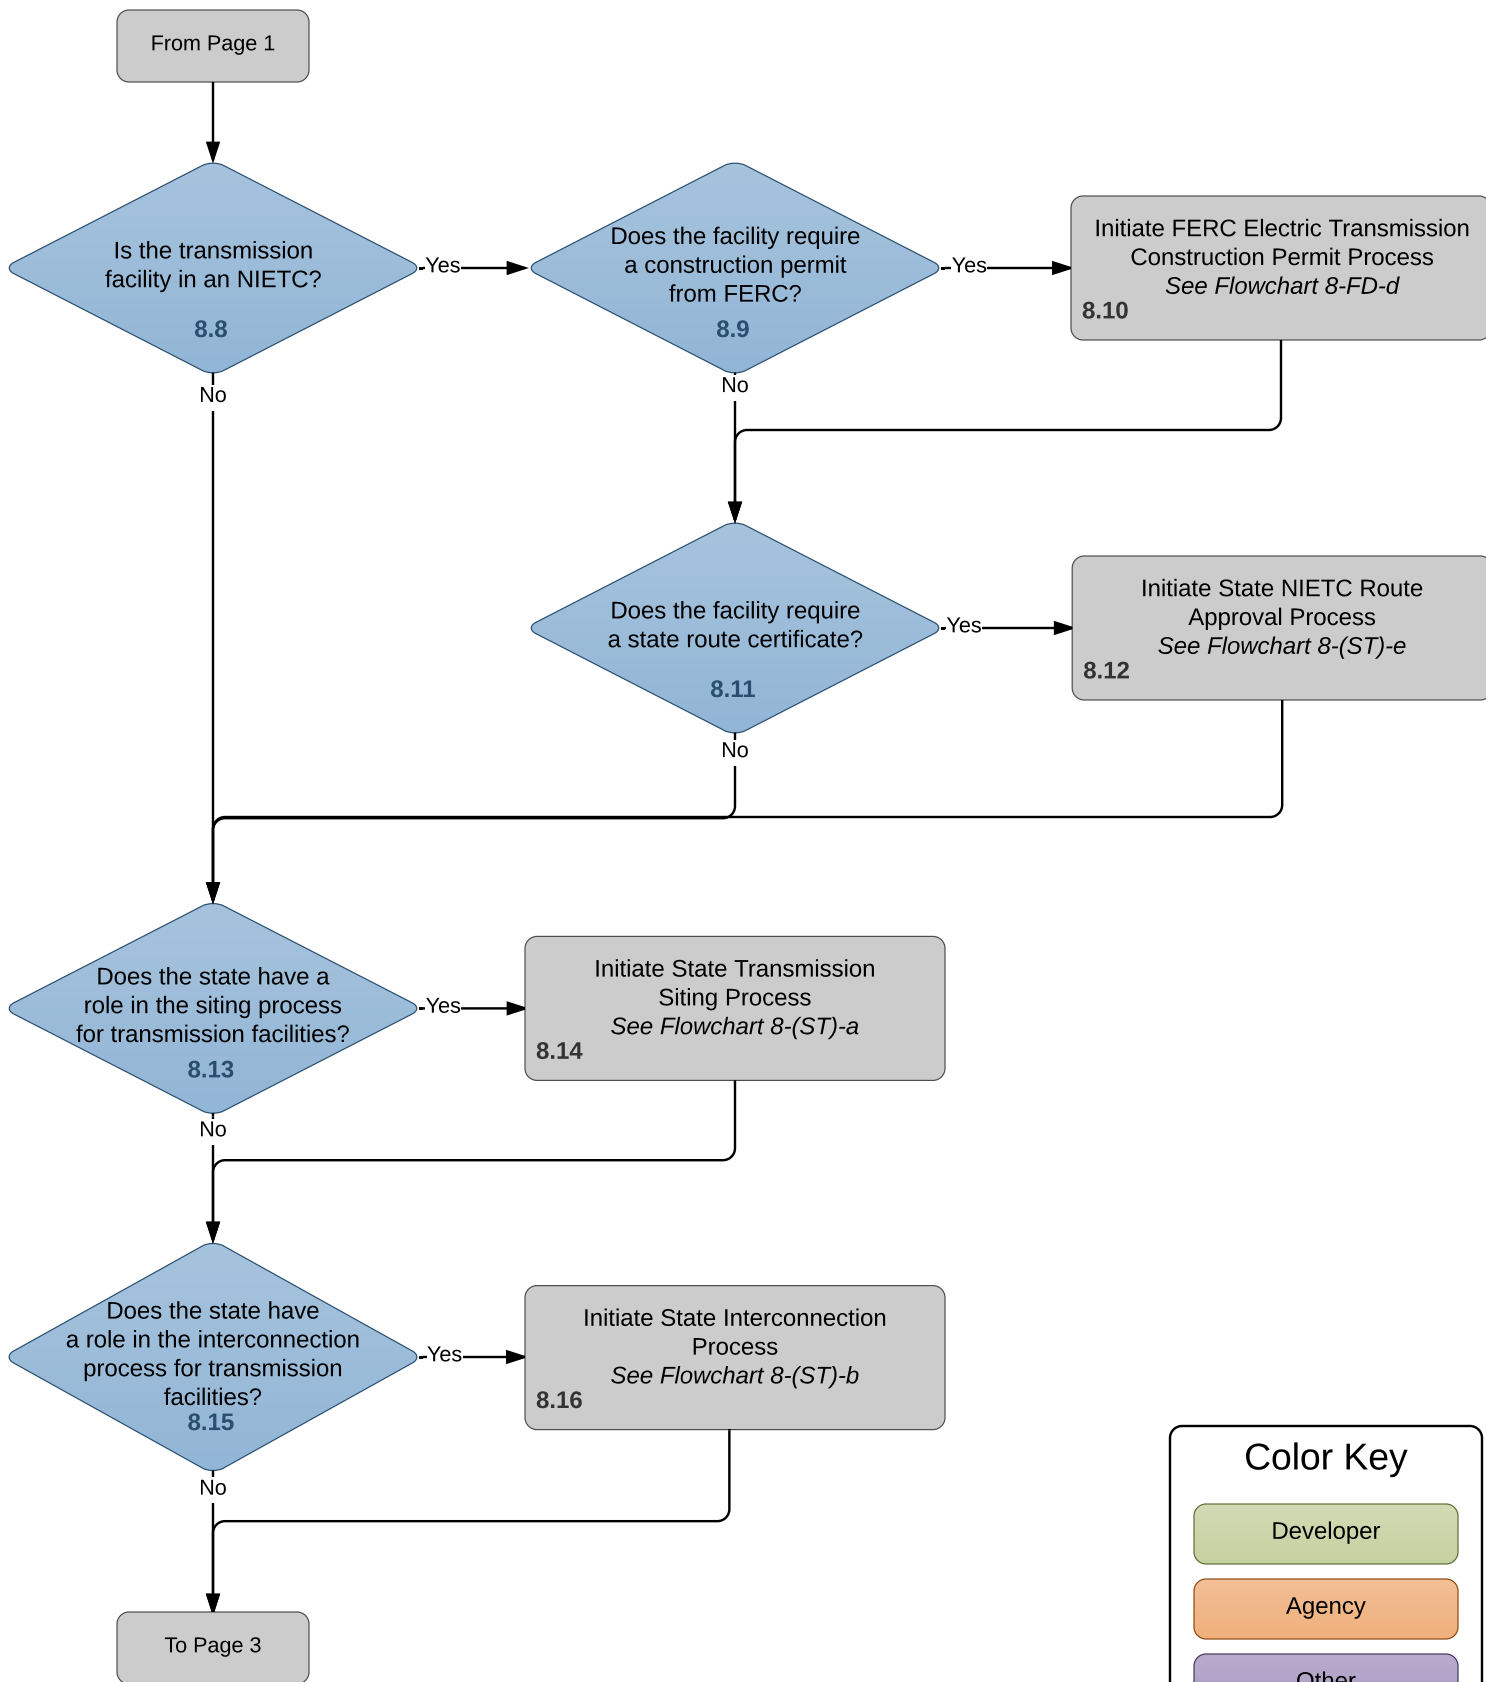 From Page 1
Is the transmission
facility in an NIETC?
8.8
Yes
No
Does the facility require
a construction permit
from FERC?
8.9
Yes
No
Initiate FERC Electric Transmission
Construction Permit Process
See Flowchart 8-FD-d
8.10
Does the facility require
a state route certificate?
8.11
Yes
No
Initiate State NIETC Route
Approval Process
See Flowchart 8-(ST)-e
8.12
Does the state have a
role in the siting process
for transmission facilities?
8.13
Yes
No
Initiate State Transmission
Siting Process
See Flowchart 8-(ST)-a
8.14
Does the state have
a role in the interconnection
process for transmission
facilities?
8.15
Yes
No
Initiate State Interconnection
Process
See Flowchart 8-(ST)-b
8.16
To Page 3
Color Key
Developer
Agency
Other